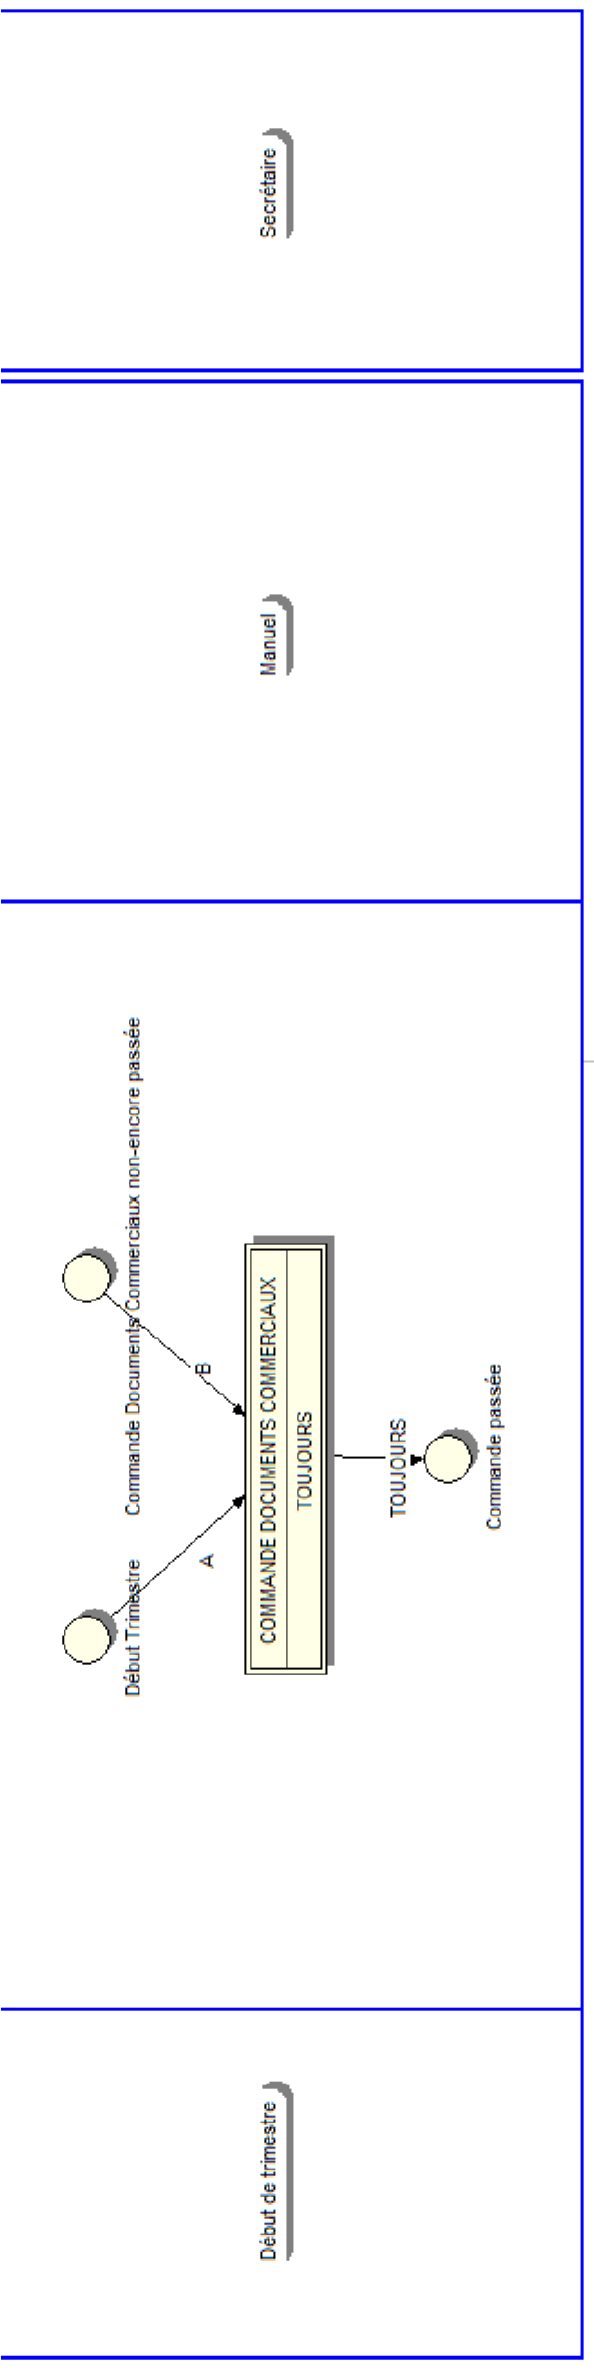 Début de trimestre
Début Trimestre
Commande Documents Commerciaux non-encore passée
A
B
COMMANDE DOCUMENTS COMMERCIAUX
TOUJOURS
TOUJOURS
Commande passée
Manuel
Secrétaire